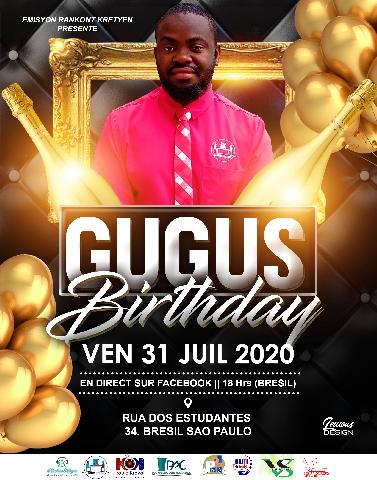 EMISYON RANKONT KRETYEN
PRESENTE
GUGUS
Birthday
VEN 31 JUIL 2020
EN DIRECT SUR FACEBOOK || 18 Hrs (BRESIL)
RUA DOS ESTUDANTES
34. BRESIL SAO PAULO
DESIGN